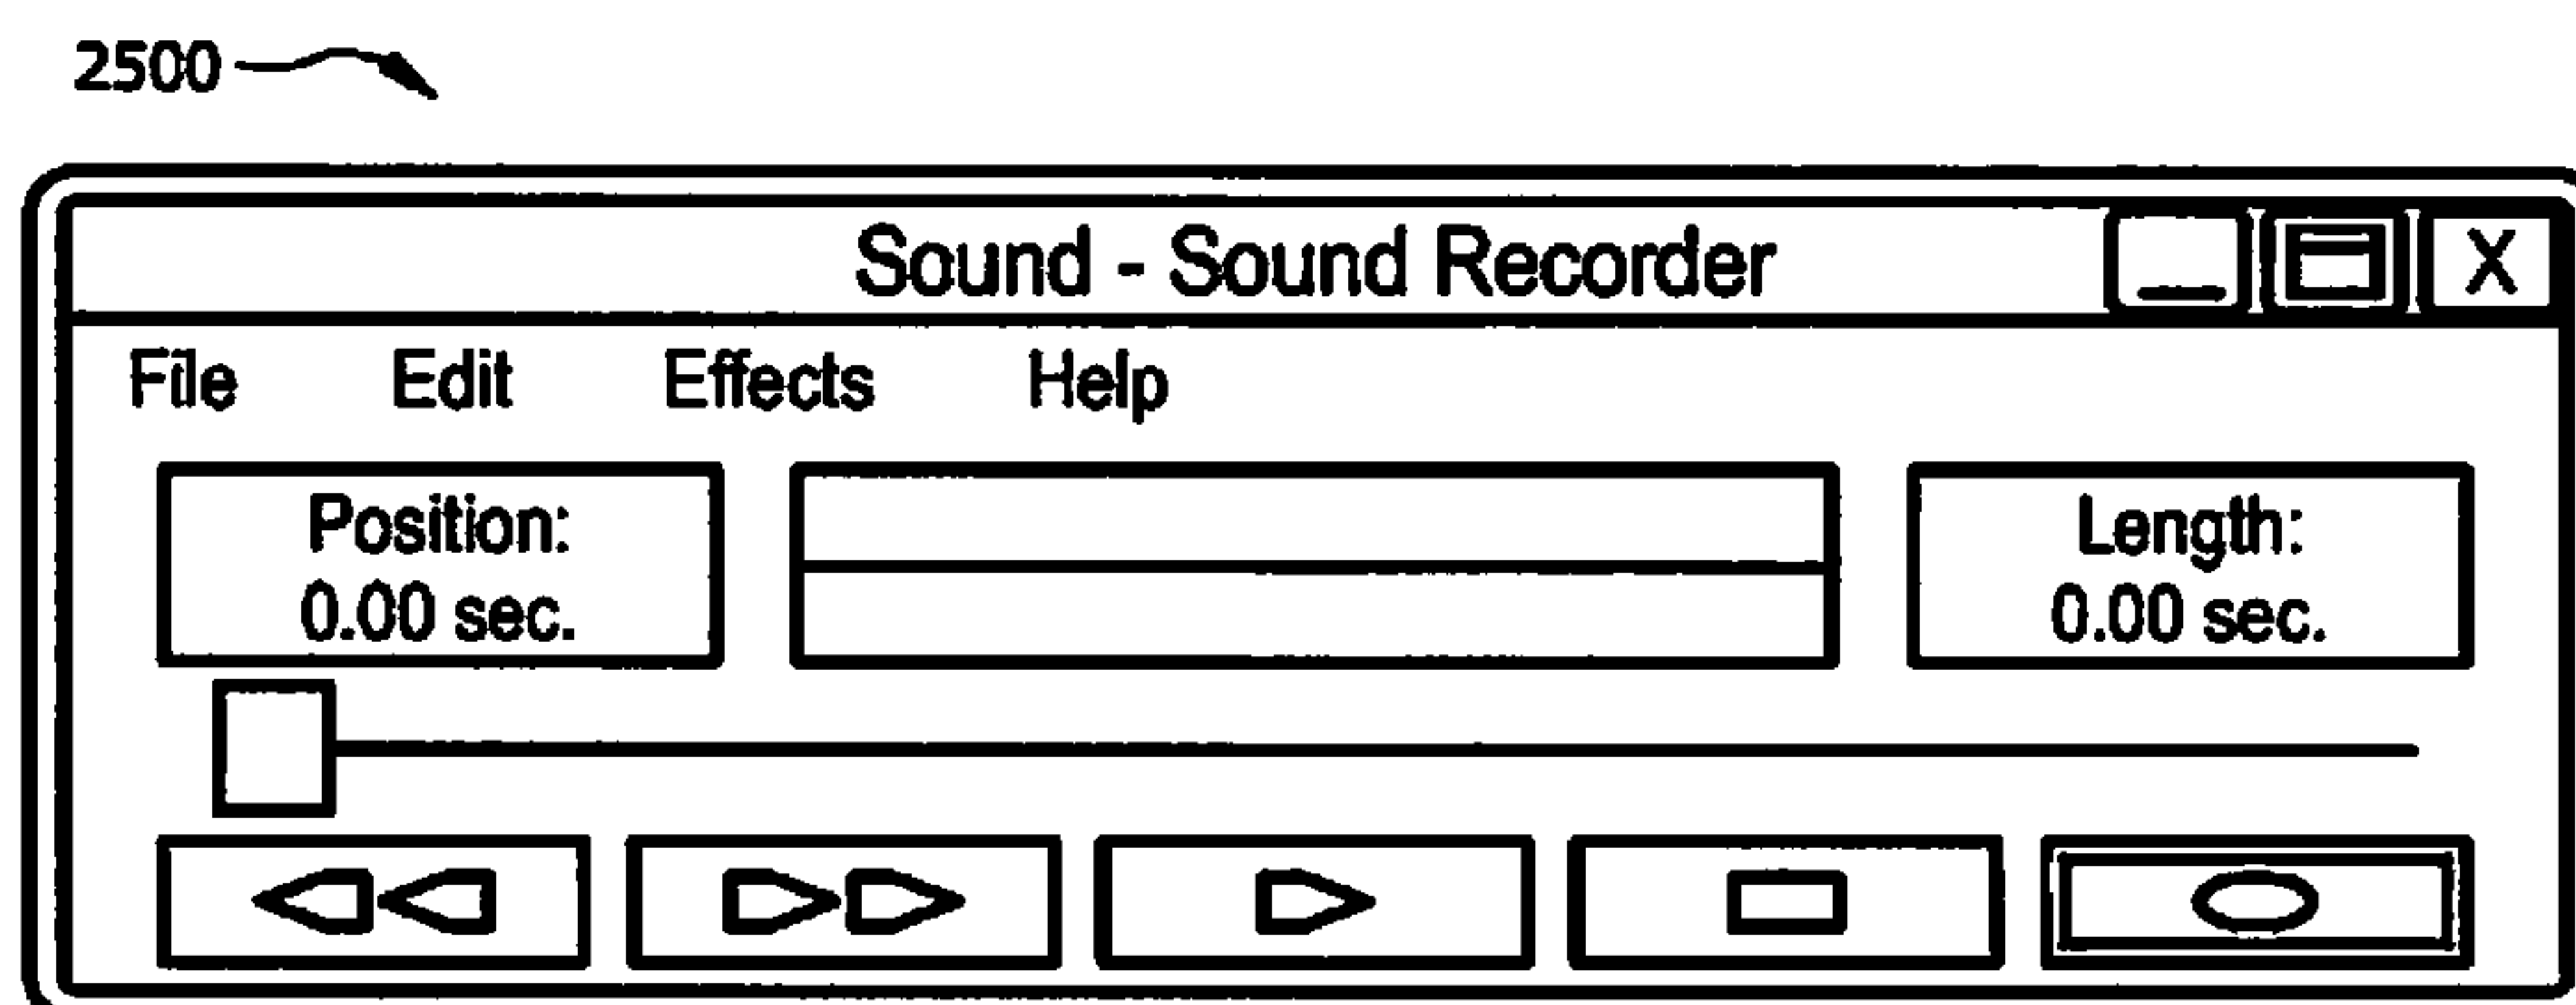 2500
Sound - Sound Recorder
X
File Edit Effects Help
Position:
0.00 sec.
Length:
0.00 sec.